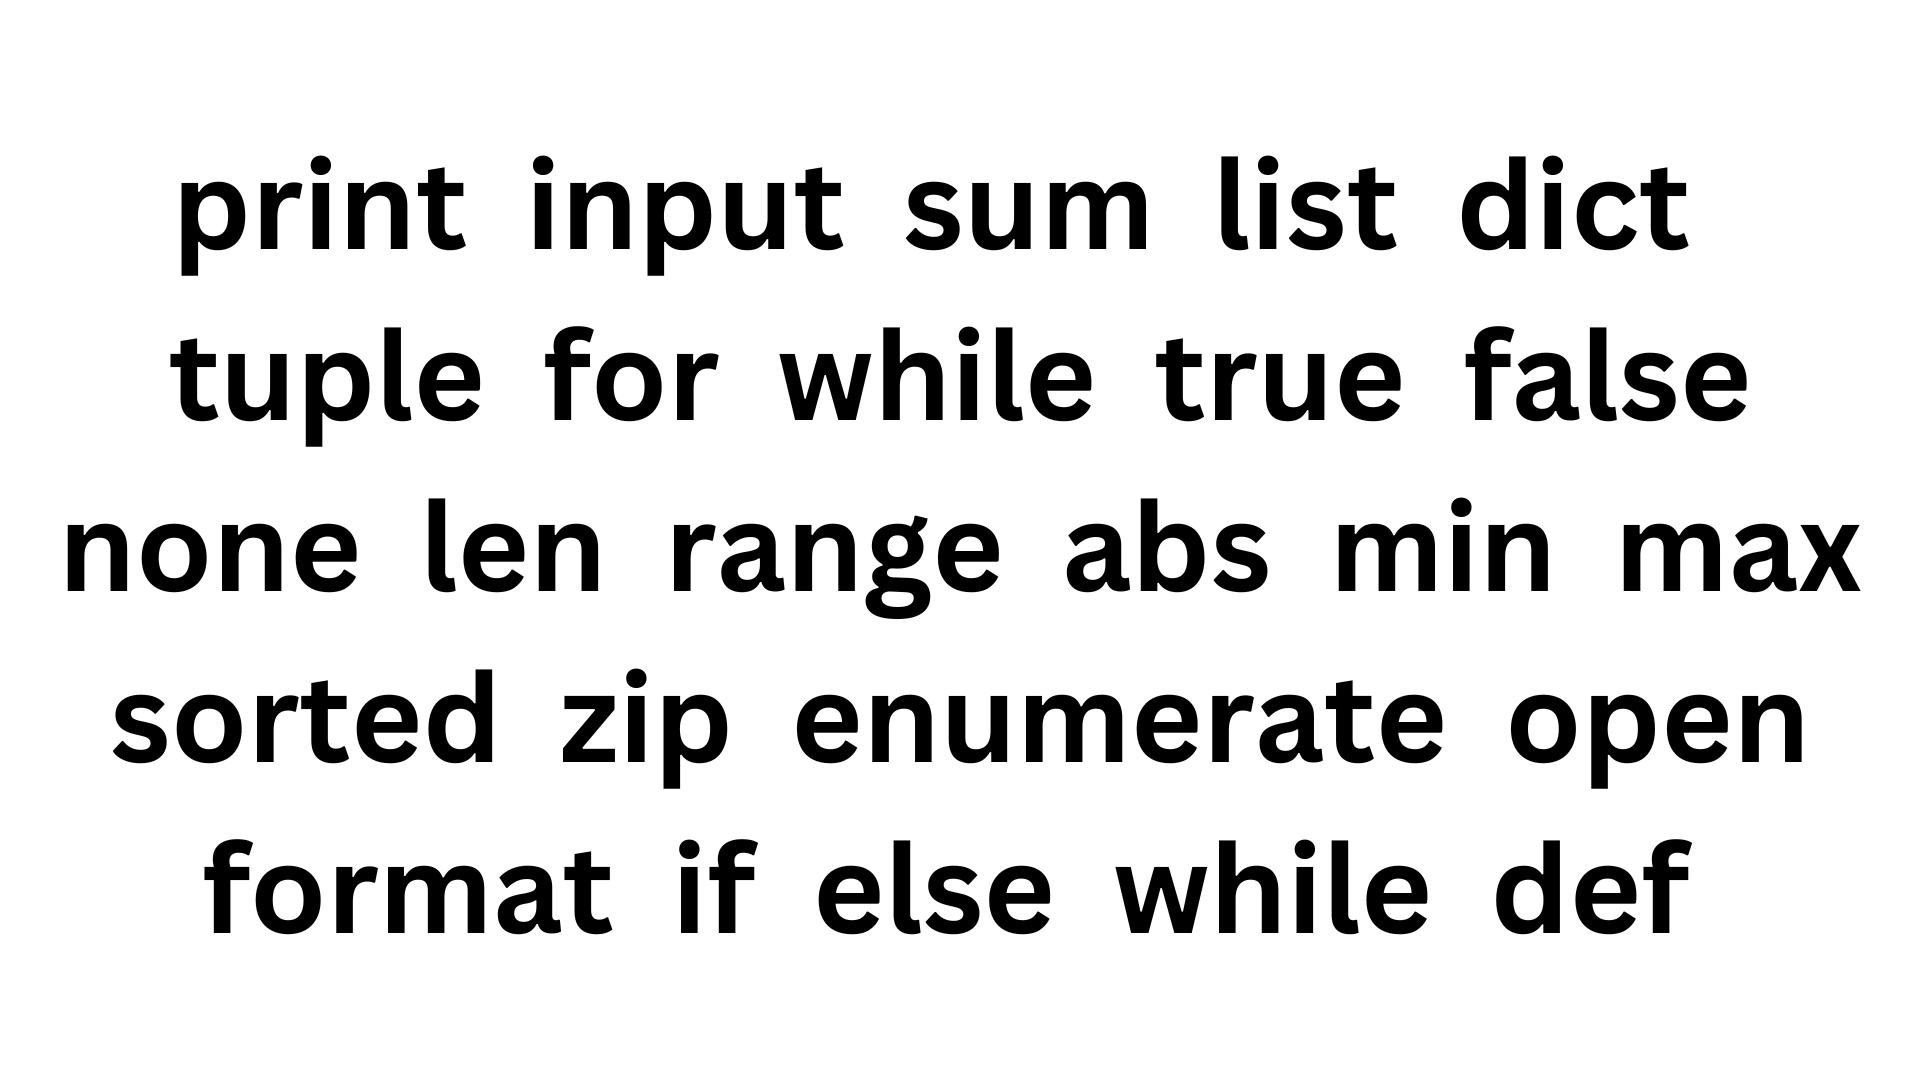 print input sum list dict
tuple for while true false
none len range abs min max
sorted zip enumerate open
format if else while def